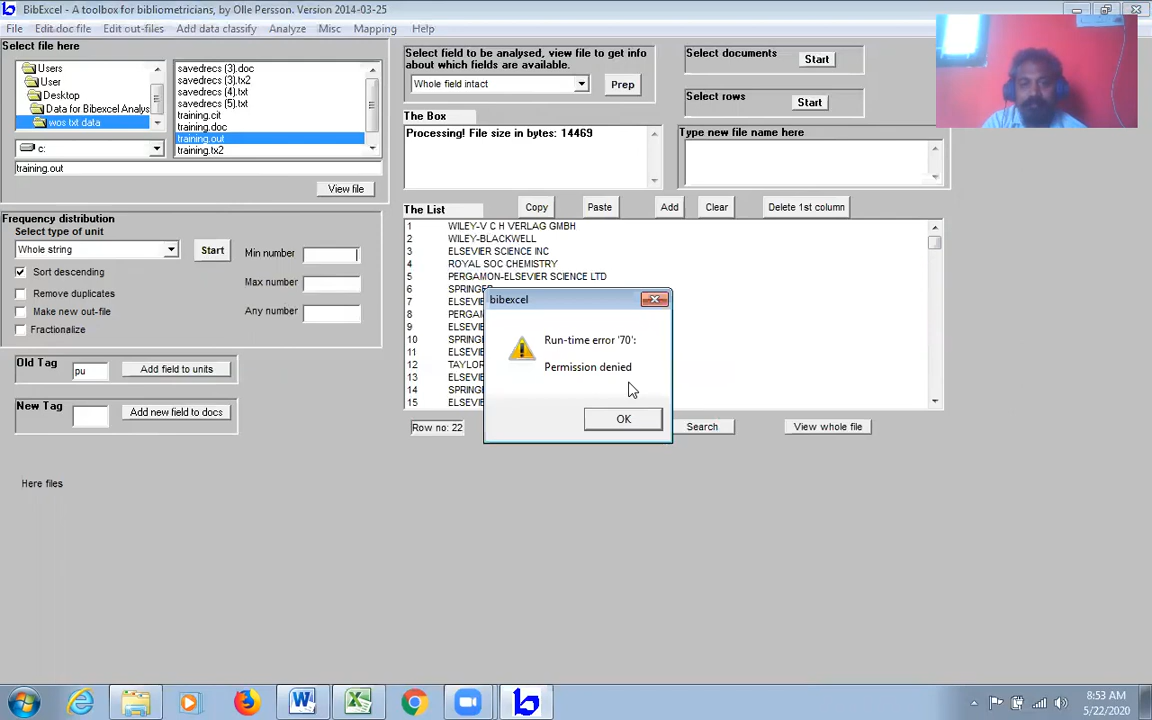 BibExcel - A toolbox for bibliometricians, by Olle Persson. Version 2014-03-25
File Edit doc file Edit out-files Add data classify Analyze Misc Mapping Help
Select file here
Users
User
Desktop
Data for Bibexcel Analys
wos txt data
c:
savedrecs (3).doc
savedrecs (3).tx2
savedrecs (4).txt
savedrecs (5).txt
training.cit
training.doc
training.out
training.tx2
training.out
View file
Select field to be analysed, view file to get info
about which fields are available.
Whole field intact
Prep
Select documents
Start
Select rows
Start
The Box
Processing! File size in bytes: 14469
Type new file name here
Frequency distribution
Select type of unit
Whole string
Start
Sort descending
Remove duplicates
Make new out-file
Fractionalize
Min number
Max number
Any number
Old Tag
pu
Add field to units
New Tag
Add new field to docs
Here files
The List
Copy
Paste
Add
Clear
Delete 1st column
1 WILEY-V C H VERLAG GMBH
2 WILEY-BLACKWELL
3 ELSEVIER SCIENCE INC
4 ROYAL SOC CHEMISTRY
5 PERGAMON-ELSEVIER SCIENCE LTD
6 SPRINGER
7 ELSEV
8 PERGA
9 ELSEV
10 SPRING
11 ELSEV
12 TAYLOR
13 ELSEV
14 SPRING
15 ELSEV
bibexcel
Run-time error '70':
Permission denied
OK
Row no: 22
Search
View whole file
8:53 AM
5/22/2020